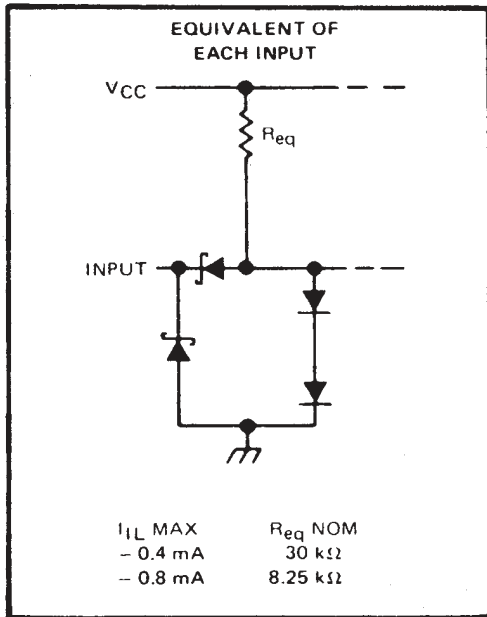 EQUIVALENT OF
EACH INPUT
VCC
Req
INPUT
IIL MAX Req NOM
– 0.4 mA 30 kΩ
– 0.8 mA 8.25 kΩ